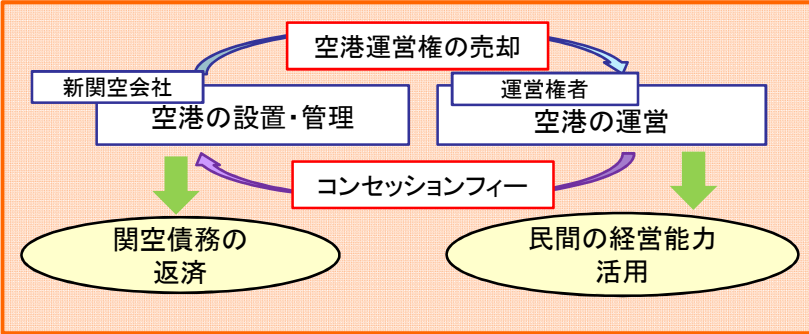 空港運営権の売却
新関空会社
運営権者
空港の設置・管理
空港の運営
コンセッションフィー
関空債務の
返済
民間の経営能力
活用